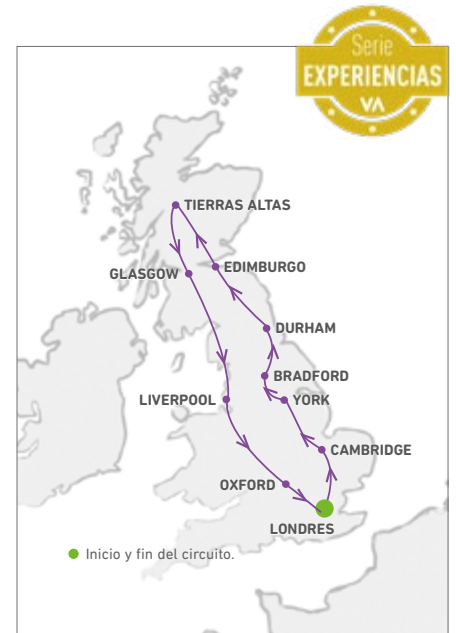 Serie
EXPERIENCIAS
VA
TIERRAS ALTAS
EDIMBURGO
GLASGOW
DURHAM
BRADFORD
LIVERPOOL
YORK
CAMBRIDGE
OXFORD
LONDRES
Inicio y fin del circuito.